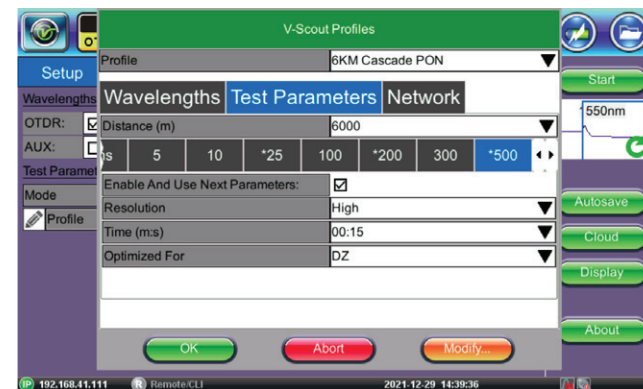 V-Scout Profiles
Profile 6KM Cascade PON
Setup
Start
Wavelengths
Wavelengths Test Parameters Network
550nm
OTDR:
Distance (m) 6000
AUX:
5 10 *25 100 *200 300 *500
Test Paramet
Enable And Use Next Parameters:
Mode
Resolution High
Autosave
Profile
Time (m:s) 00:15
Cloud
Optimized For DZ
Display
About
OK Abort Modify...
IP 192.168.41.111 R Remote/CLI 2021-12-29 14:39:36